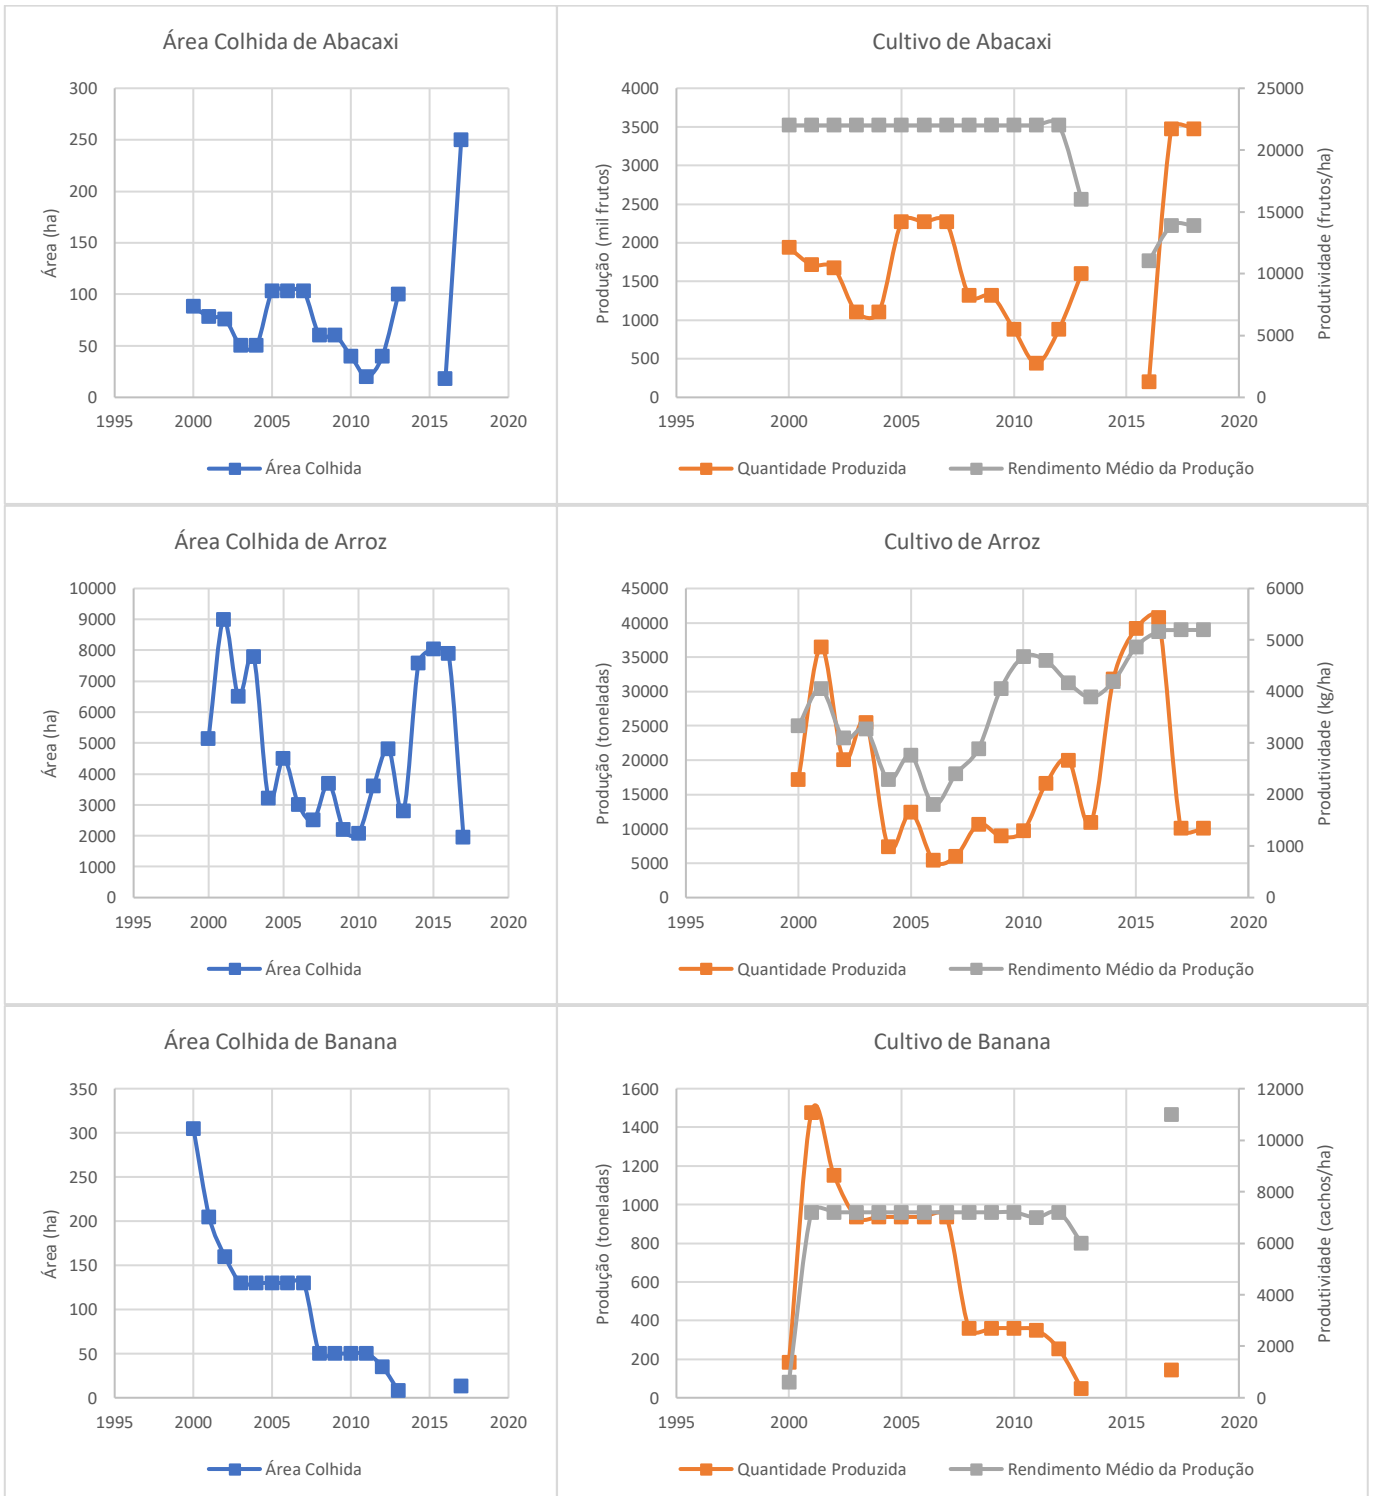 Área Colhida de Abacaxi
300
250
200
150
100
50
0
Área (ha)
1995 2000 2005 2010 2015 2020
Área Colhida
Cultivo de Abacaxi
4000
3500
3000
2500
2000
1500
1000
500
0
Produção (mil frutos)
25000
20000
15000
10000
5000
0
Produtividade (frutos/ha)
1995 2000 2005 2010 2015 2020
Quantidade Produzida Rendimento Médio da Produção
Área Colhida de Arroz
10000
9000
8000
7000
6000
5000
4000
3000
2000
1000
0
Área (ha)
1995 2000 2005 2010 2015 2020
Área Colhida
Cultivo de Arroz
45000
40000
35000
30000
25000
20000
15000
10000
5000
0
Produção (toneladas)
6000
5000
4000
3000
2000
1000
0
Produtividade (kg/ha)
1995 2000 2005 2010 2015 2020
Quantidade Produzida Rendimento Médio da Produção
Área Colhida de Banana
350
300
250
200
150
100
50
0
Área (ha)
1995 2000 2005 2010 2015 2020
Área Colhida
Cultivo de Banana
1600
1400
1200
1000
800
600
400
200
0
Produção (toneladas)
12000
10000
8000
6000
4000
2000
0
Produtividade (cachos/ha)
1995 2000 2005 2010 2015 2020
Quantidade Produzida Rendimento Médio da Produção